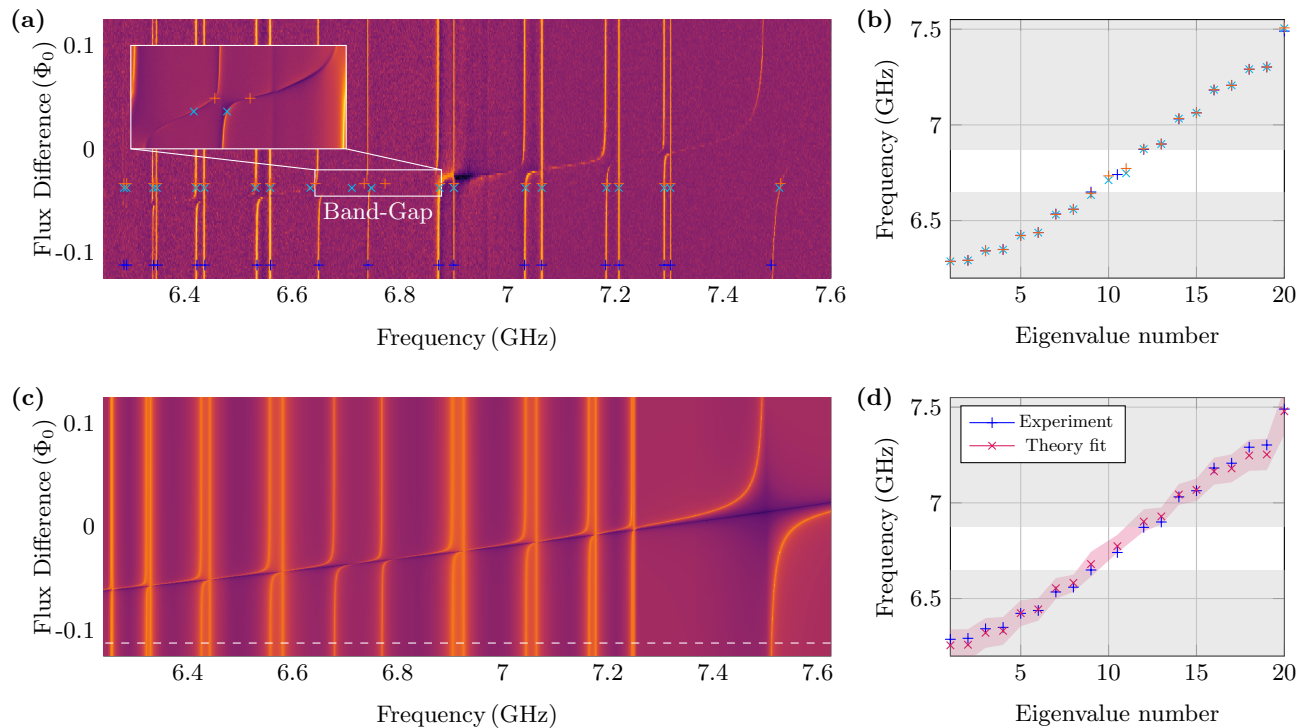 (a)
Flux Difference (Φ0)
0.1
0
-0.1
Band-Gap
6.4
6.6
6.8
7
7.2
7.4
7.6
Frequency (GHz)
(b)
Frequency (GHz)
7.5
7
6.5
5
10
15
20
Eigenvalue number
(c)
Flux Difference (Φ0)
0.1
0
-0.1
6.4
6.6
6.8
7
7.2
7.4
7.6
Frequency (GHz)
(d)
Frequency (GHz)
7.5
7
6.5
Experiment
Theory fit
5
10
15
20
Eigenvalue number